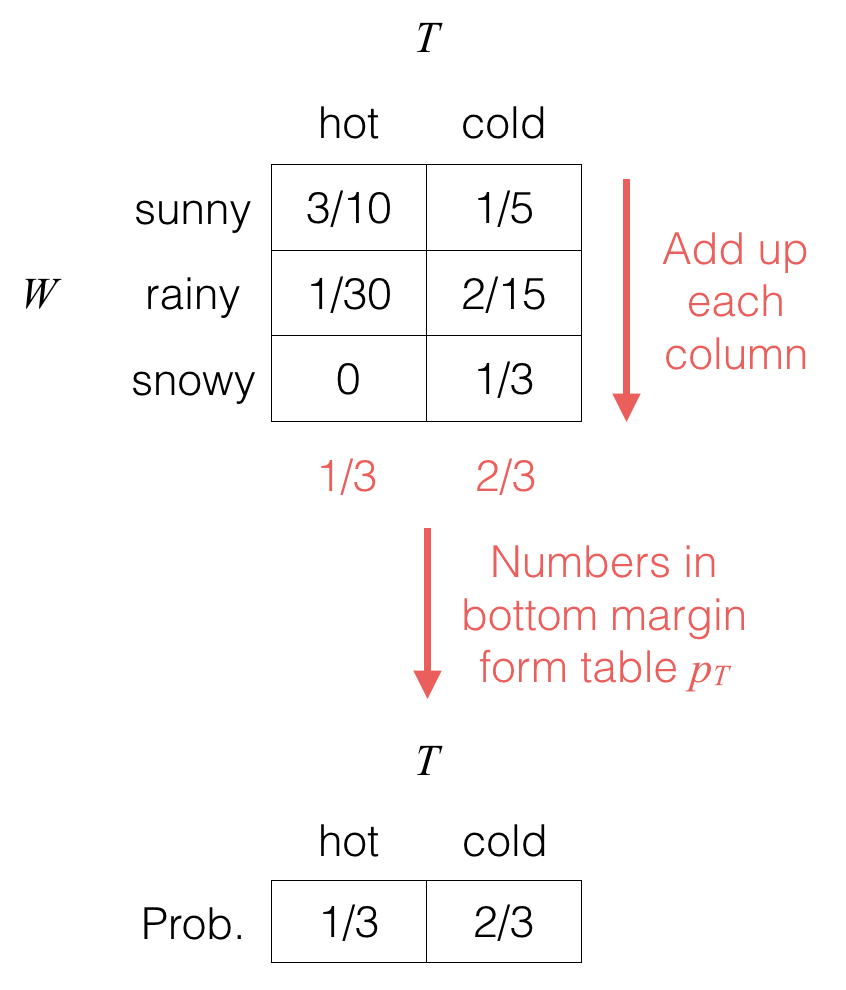 T
hot cold
sunny 3/10 1/5
Add up
each
column
W rainy 1/30 2/15
snowy 0 1/3
1/3 2/3
Numbers in
bottom margin
form table pT
T
hot cold
Prob. 1/3 2/3